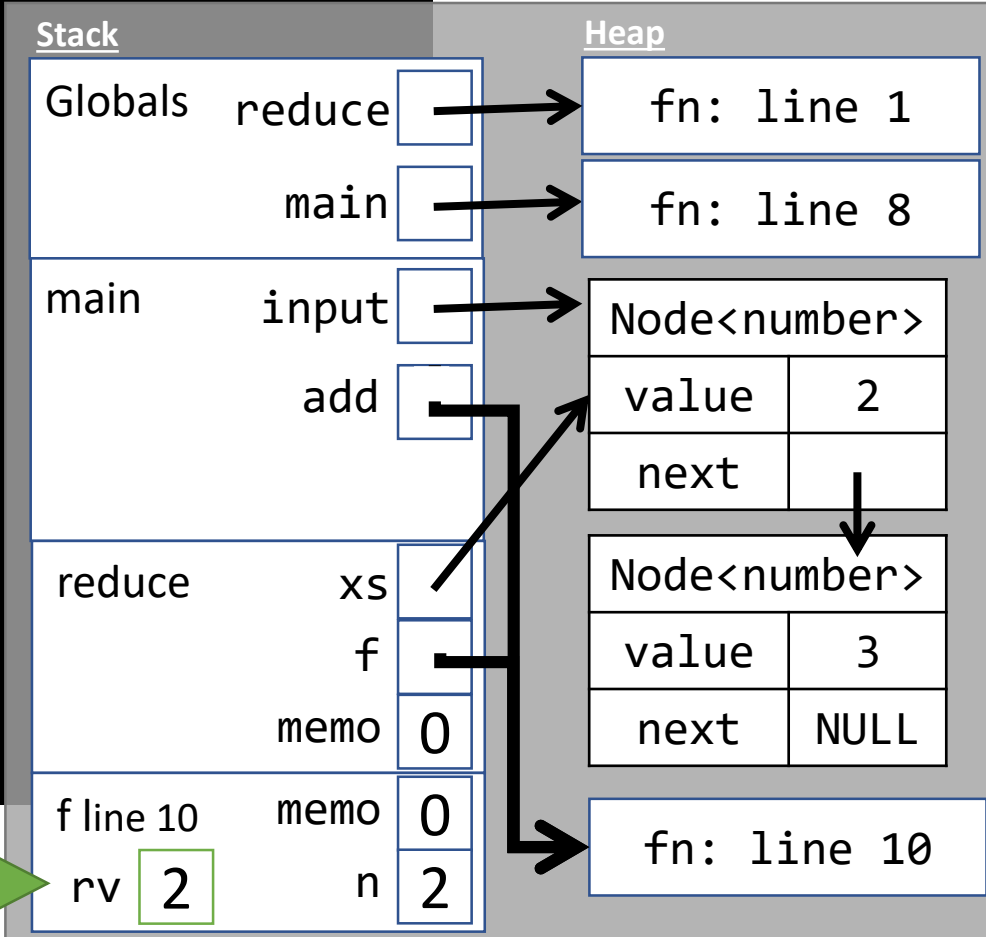 Stack
Heap
Globals reduce
fn: line 1
main
fn: line 8
main input
Node<number>
add
value 2
next
reduce xs
Node<number>
f
value 3
memo 0
next NULL
f line 10 memo 0
fn: line 10
rv 2 n 2